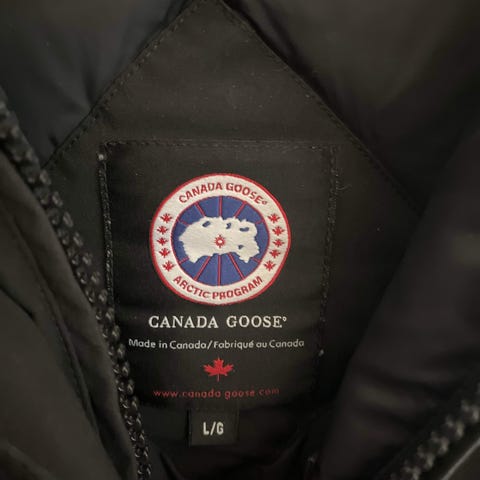 CANADA GOOSE®
ARCTIC PROGRAM
CANADA GOOSE®
Made in Canada/Fabriqué au Canada
www.canada goose.com
L/G